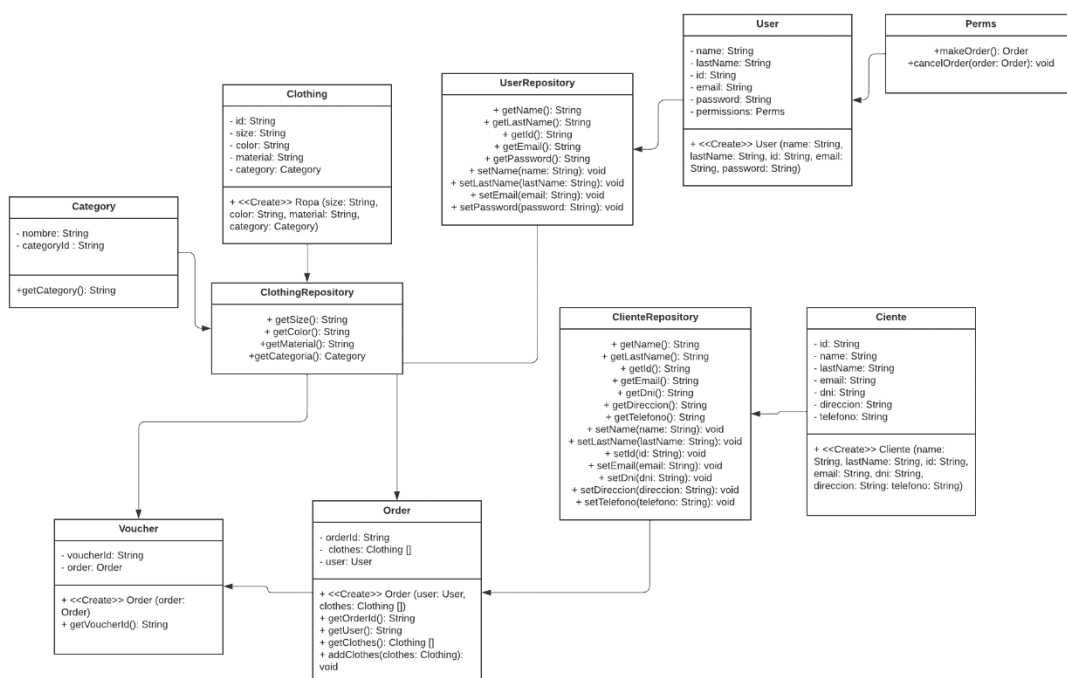 User
- name: String
- lastName: String
- id: String
- email: String
- password: String
- permissions: Perms
+ <<Create>> User (name: String,
lastName: String, id: String, email:
String, password: String)
Perms
+makeOrder(): Order
+cancelOrder(order: Order): void
UserRepository
+ getName(): String
+ getLastName(): String
+ getId(): String
+ getEmail(): String
+ getPassword(): String
+ setName(name: String): void
+ setLastName(lastName: String): void
+ setEmail(email: String): void
+ setPassword(password: String): void
Clothing
- id: String
- size: String
- color: String
- material: String
- category: Category
+ <<Create>> Ropa (size: String,
color: String, material: String,
category: Category)
Category
- nombre: String
- categoryId : String
+getCategory(): String
ClothingRepository
+ getSize(): String
+ getColor(): String
+getMaterial(): String
+getCategoria(): Category
ClienteRepository
+ getName(): String
+ getLastName(): String
+ getId(): String
+ getEmail(): String
+ getDni(): String
+ getDireccion(): String
+ getTelefono(): String
+ setName(name: String): void
+ setLastName(lastName: String): void
+ setId(id: String): void
+ setEmail(email: String): void
+ setDni(dni: String): void
+ setDireccion(direccion: String): void
+ setTelefono(telefono: String): void
Ciente
- id: String
- name: String
- lastName: String
- email: String
- dni: String
- direccion: String
- telefono: String
+ <<Create>> Cliente (name:
String, lastName: String, id: String,
email: String, dni: String,
direccion: String: telefono: String)
Voucher
- voucherId: String
- order: Order
+ <<Create>> Order (order:
Order)
+ getVoucherId(): String
Order
- orderId: String
- clothes: Clothing []
- user: User
+ <<Create>> Order (user: User,
clothes: Clothing [])
+ getOrderId(): String
+ getUser(): String
+ getClothes(): Clothing []
+ addClothes(clothes: Clothing):
void